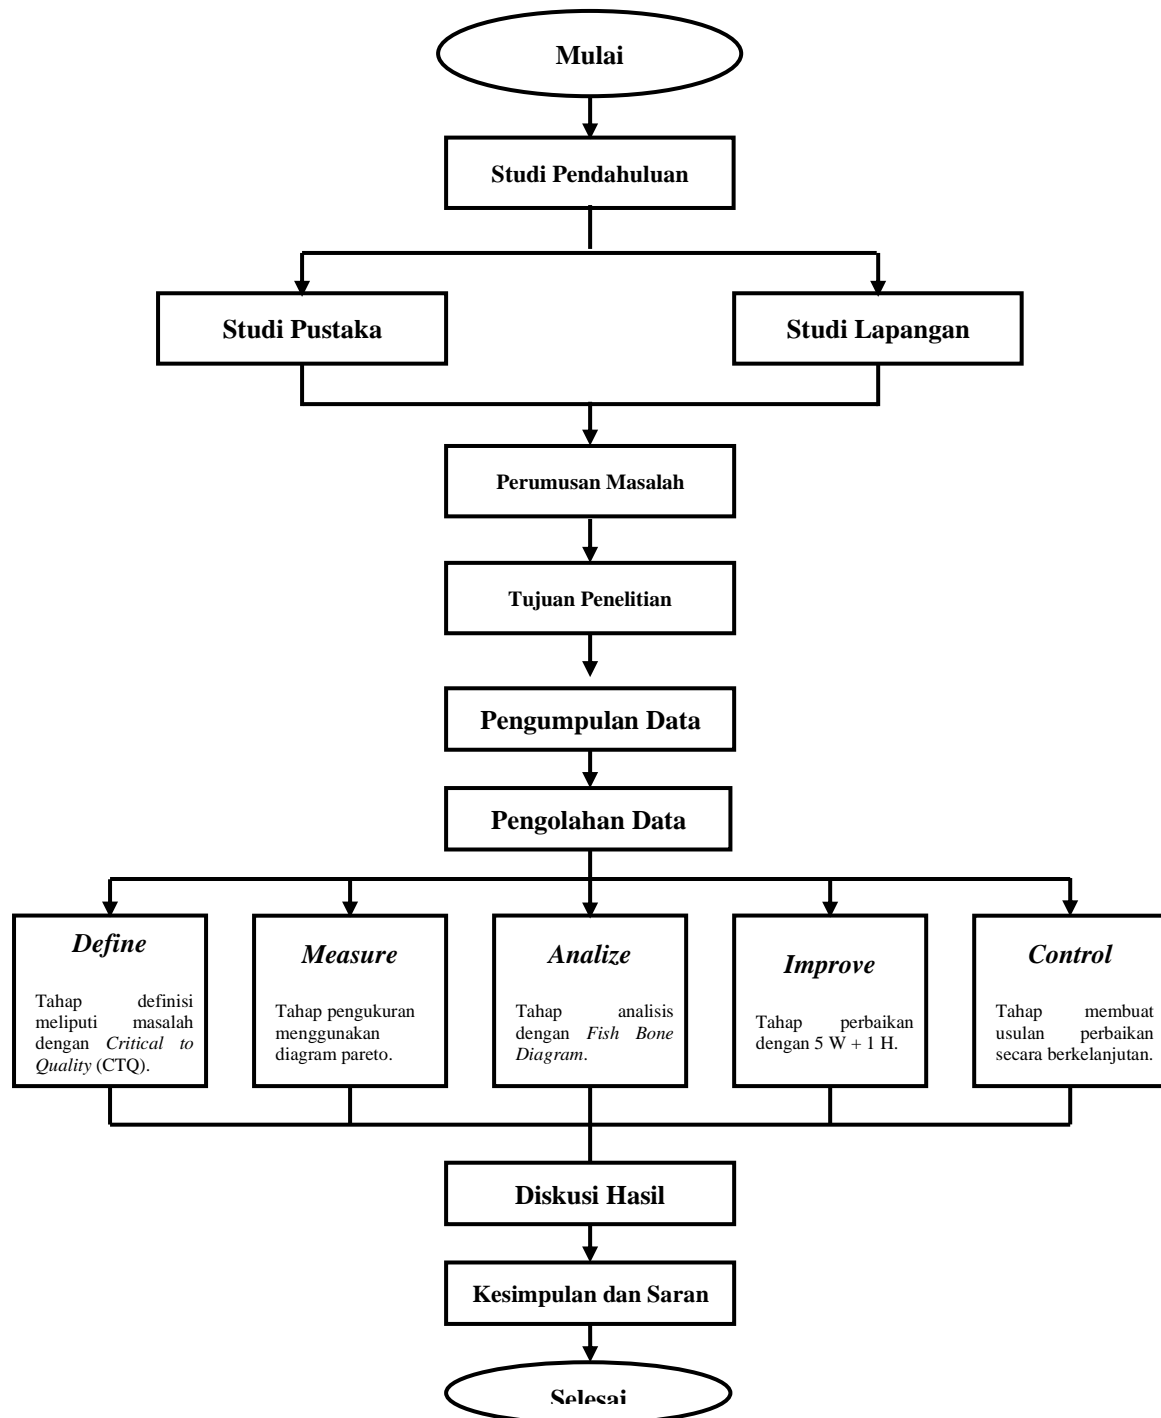 Mulai
Studi Pendahuluan
Studi Pustaka
Studi Lapangan
Perumusan Masalah
Tujuan Penelitian
Pengumpulan Data
Pengolahan Data
Define
Tahap definisi
meliputi masalah
dengan Critical to
Quality (CTQ).
Measure
Tahap pengukuran
menggunakan
diagram pareto.
Analize
Tahap analisis
dengan Fish Bone
Diagram.
Improve
Tahap perbaikan
dengan 5 W + 1 H.
Control
Tahap membuat
usulan perbaikan
secara berkelanjutan.
Diskusi Hasil
Kesimpulan dan Saran
Selesai